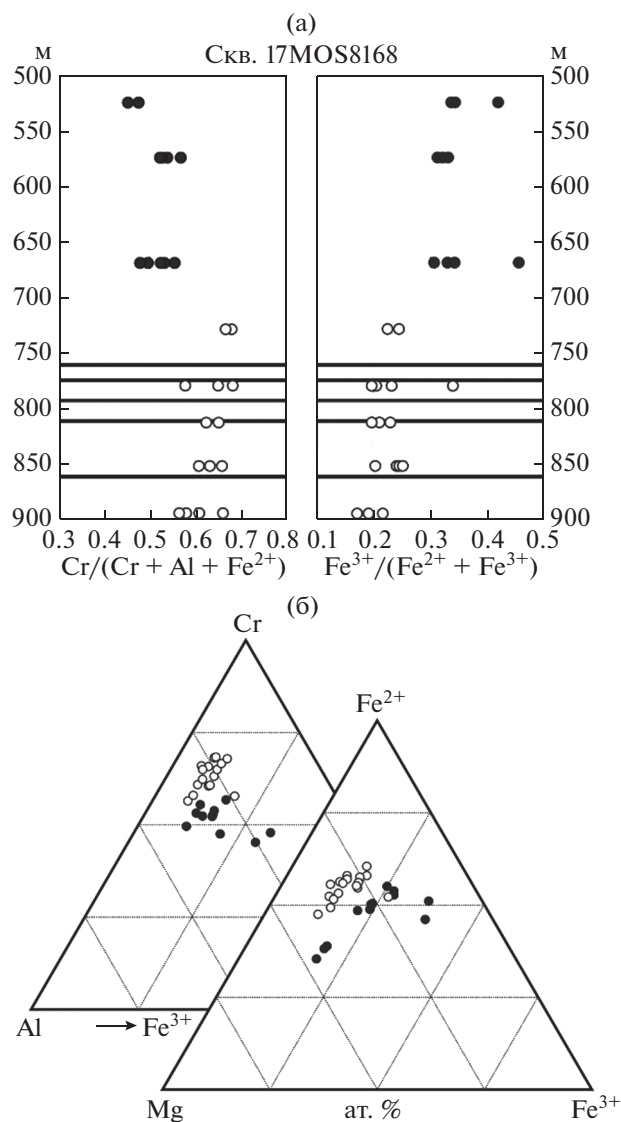 (а)
м Скв. 17MOS8168 м
500 500
550 550
600 600
650 650
700 700
750 750
800 800
850 850
900 900
0.3 0.4 0.5 0.6 0.7 0.8 0.1 0.2 0.3 0.4 0.5
Cr/(Cr + Al + Fe²⁺) Fe³⁺/(Fe²⁺ + Fe³⁺)
(б)
Cr
Fe²⁺
Al → Fe³⁺
Mg ат. % Fe³⁺